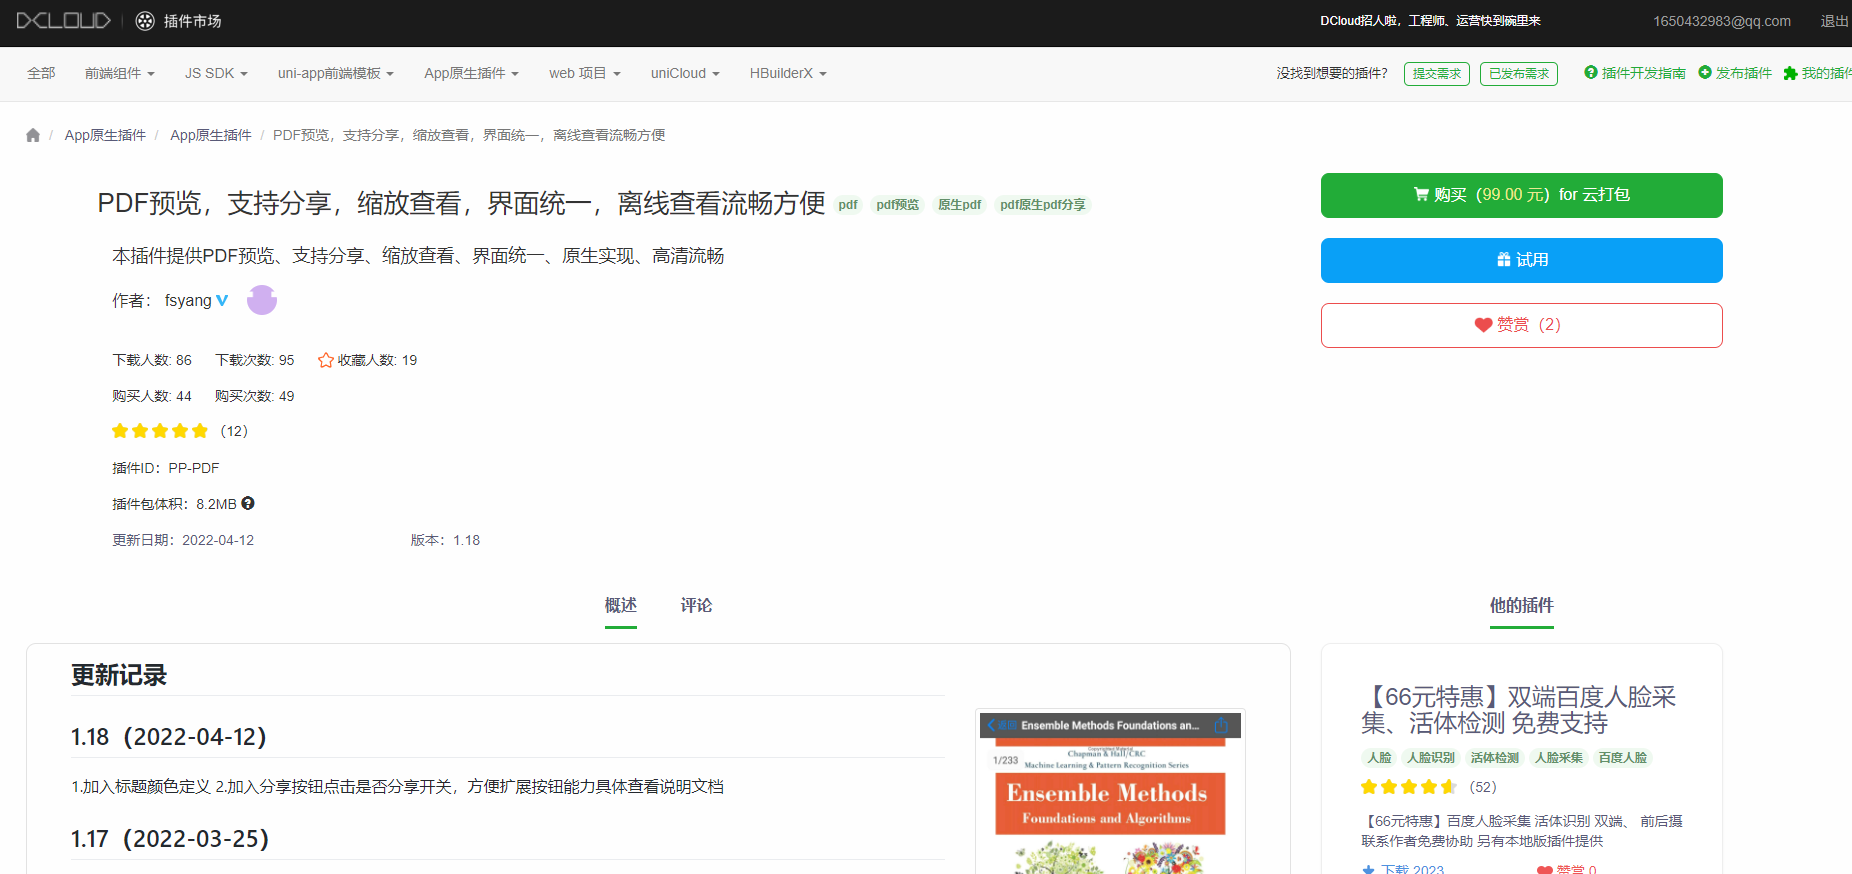 DCLOUD 插件市场 DCloud招人啦，工程师、运营快到碗里来 1650432983@qq.com 退出
全部 前端组件 JS SDK uni-app前端模板 App原生插件 web 项目 uniCloud HBuilderX 没找到想要的插件? 提交需求 已发布需求 插件开发指南 发布插件 我的插件
/ App原生插件 / App原生插件 / PDF预览，支持分享，缩放查看，界面统一，离线查看流畅方便
PDF预览，支持分享，缩放查看，界面统一，离线查看流畅方便 pdf pdf预览 原生pdf pdf原生pdf分享
购买（99.00 元）for 云打包
本插件提供PDF预览、支持分享、缩放查看、界面统一、原生实现、高清流畅
试用
作者： fsyang V
赞赏（2）
下载人数: 86 下载次数: 95 收藏人数: 19
购买人数: 44 购买次数: 49
（12）
插件ID：PP-PDF
插件包体积：8.2MB
更新日期：2022-04-12 版本：1.18
概述 评论 他的插件
更新记录
1.18（2022-04-12）
1.加入标题颜色定义 2.加入分享按钮点击是否分享开关，方便扩展按钮能力具体查看说明文档
1.17（2022-03-25）
返回 Ensemble Methods Foundations an...
Copyrighted Material
Chapman & Hall/CRC
1/233 Machine Learning & Pattern Recognition Series
Ensemble Methods
Foundations and Algorithms
【66元特惠】双端百度人脸采
集、活体检测 免费支持
人脸 人脸识别 活体检测 人脸采集 百度人脸
（52）
【66元特惠】百度人脸采集 活体识别 双端、 前后摄
联系作者免费协助 另有本地版插件提供
下载 2023 赞赏 0